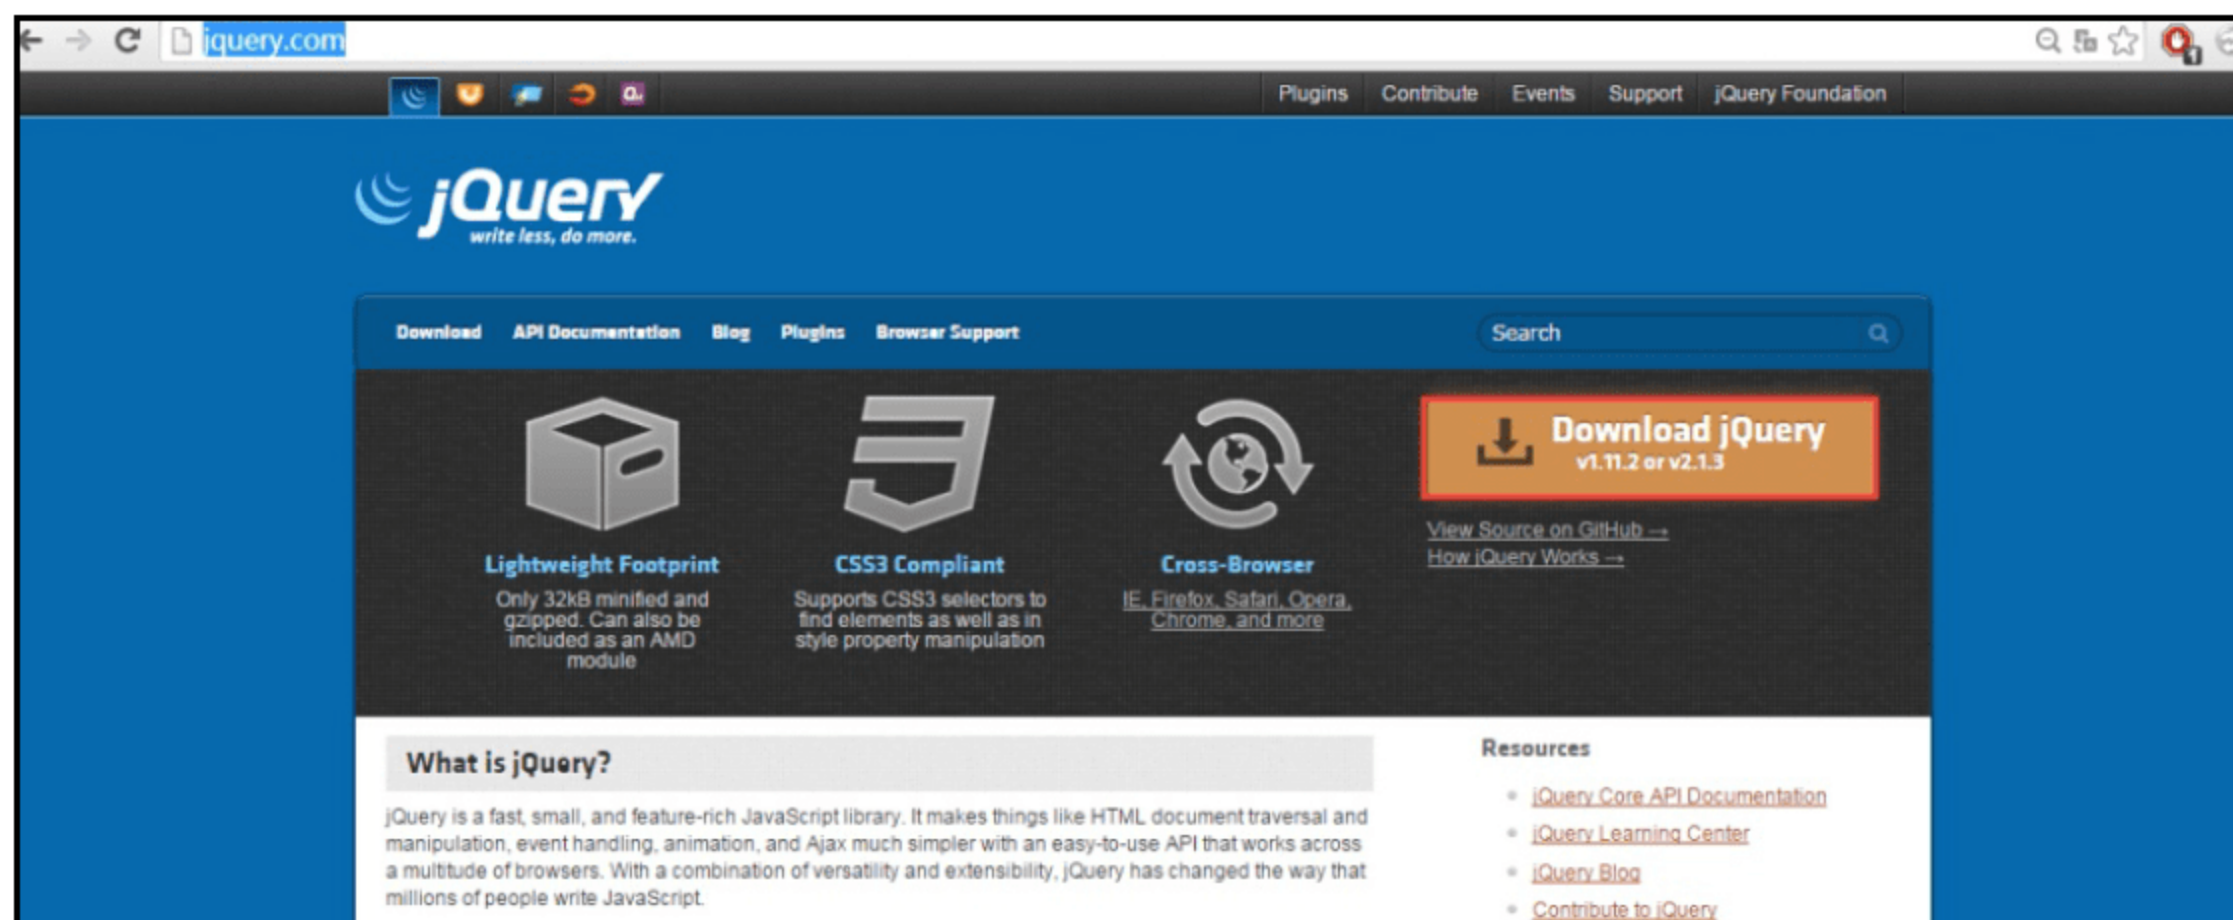 jquery.com
Plugins Contribute Events Support jQuery Foundation
jQuery
write less, do more.
Download API Documentation Blog Plugins Browser Support
Search
Download jQuery
v1.11.2 or v2.1.3
View Source on GitHub →
How jQuery Works →
Lightweight Footprint
Only 32kB minified and
gzipped. Can also be
included as an AMD
module
CSS3 Compliant
Supports CSS3 selectors to
find elements as well as in
style property manipulation
Cross-Browser
IE, Firefox, Safari, Opera,
Chrome, and more
What is jQuery?
jQuery is a fast, small, and feature-rich JavaScript library. It makes things like HTML document traversal and
manipulation, event handling, animation, and Ajax much simpler with an easy-to-use API that works across
a multitude of browsers. With a combination of versatility and extensibility, jQuery has changed the way that
millions of people write JavaScript.
Resources
jQuery Core API Documentation
jQuery Learning Center
jQuery Blog
Contribute to jQuery